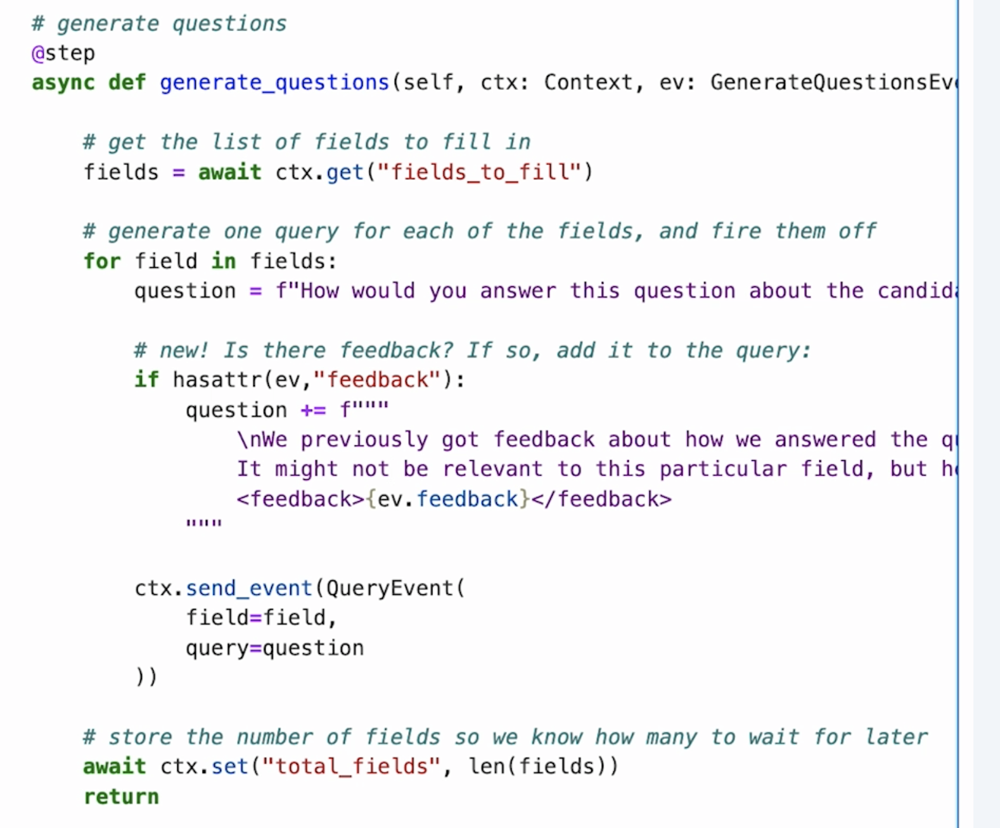 # generate questions
@step
async def generate_questions(self, ctx: Context, ev: GenerateQuestionsEv
# get the list of fields to fill in
fields = await ctx.get("fields_to_fill")
# generate one query for each of the fields, and fire them off
for field in fields:
question = f"How would you answer this question about the candid
# new! Is there feedback? If so, add it to the query:
if hasattr(ev,"feedback"):
question += f"""
\nWe previously got feedback about how we answered the
It might not be relevant to this particular field, but
<feedback>{ev.feedback}</feedback>
"""
ctx.send_event(QueryEvent(
field=field,
query=question
))
# store the number of fields so we know how many to wait for later
await ctx.set("total_fields", len(fields))
return